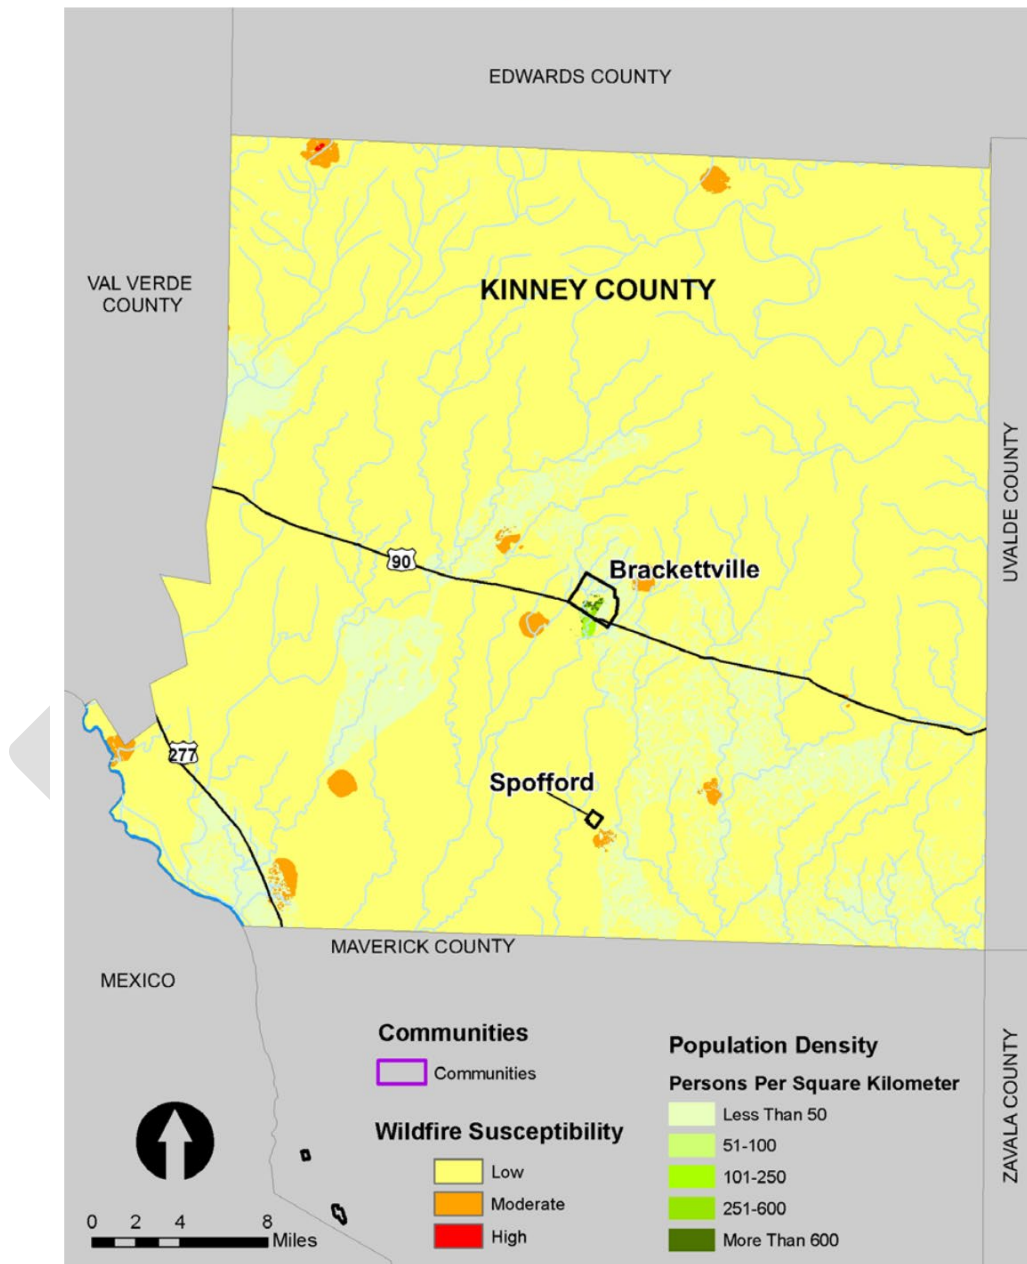 EDWARDS COUNTY
VAL VERDE
COUNTY
KINNEY COUNTY
UVALDE COUNTY
90
Brackettville
277
Spofford
MAVERICK COUNTY
MEXICO
ZAVALA COUNTY
Communities
Communities
Wildfire Susceptibility
Low
Moderate
High
Population Density
Persons Per Square Kilometer
Less Than 50
51-100
101-250
251-600
More Than 600
0 2 4 8
Miles